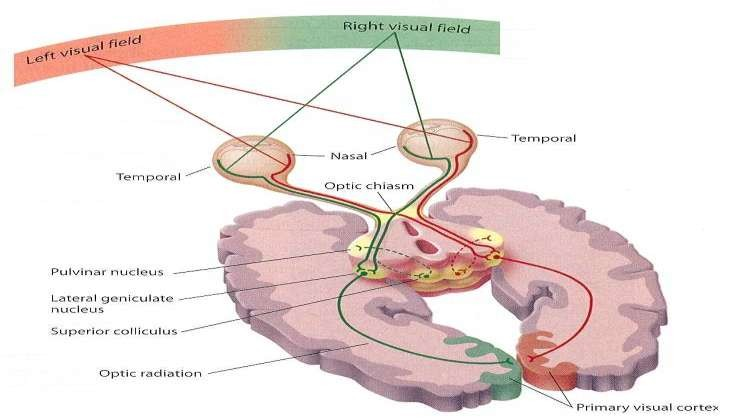 Left visual field
Right visual field
Temporal
Nasal
Temporal
Optic chiasm
Pulvinar nucleus
Lateral geniculate
nucleus
Superior colliculus
Optic radiation
Primary visual cortex